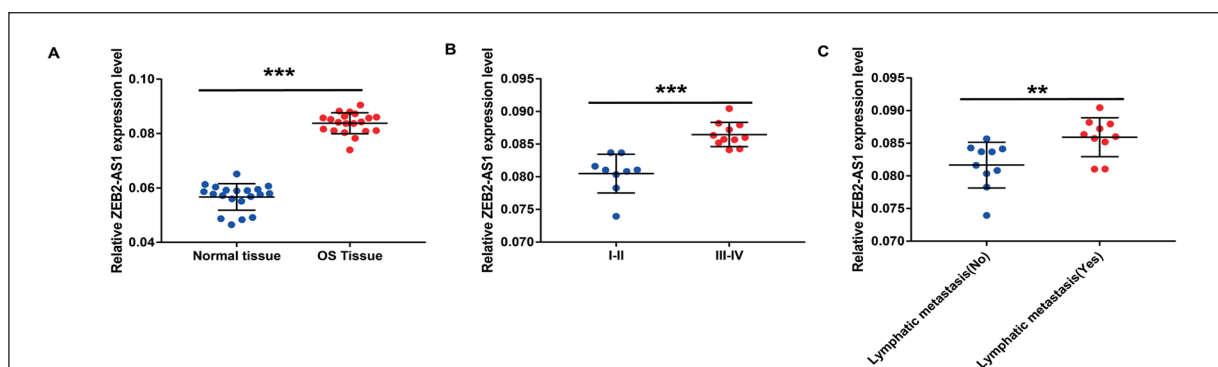 A
Relative ZEB2-AS1 expression level
0.10
0.08
0.06
0.04
***
Normal tissue
OS Tissue
B
Relative ZEB2-AS1 expression level
0.095
0.090
0.085
0.080
0.075
0.070
***
I-II
III-IV
C
Relative ZEB2-AS1 expression level
0.095
0.090
0.085
0.080
0.075
0.070
**
Lymphatic metastasis(No)
Lymphatic metastasis(Yes)